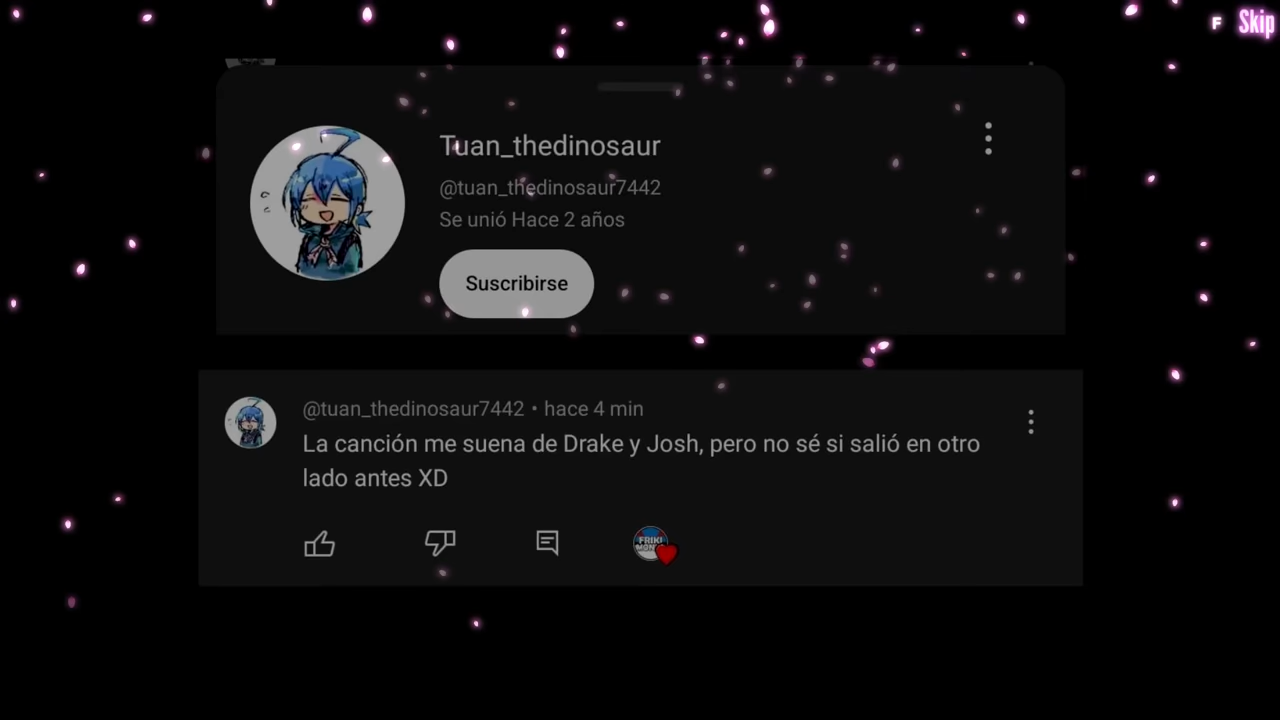 F Skip
Tuan_thedinosaur
@tuan_thedinosaur7442
Se unió Hace 2 años
Suscribirse
@tuan_thedinosaur7442 • hace 4 min
La canción me suena de Drake y Josh, pero no sé si salió en otro
lado antes XD
FRIKI